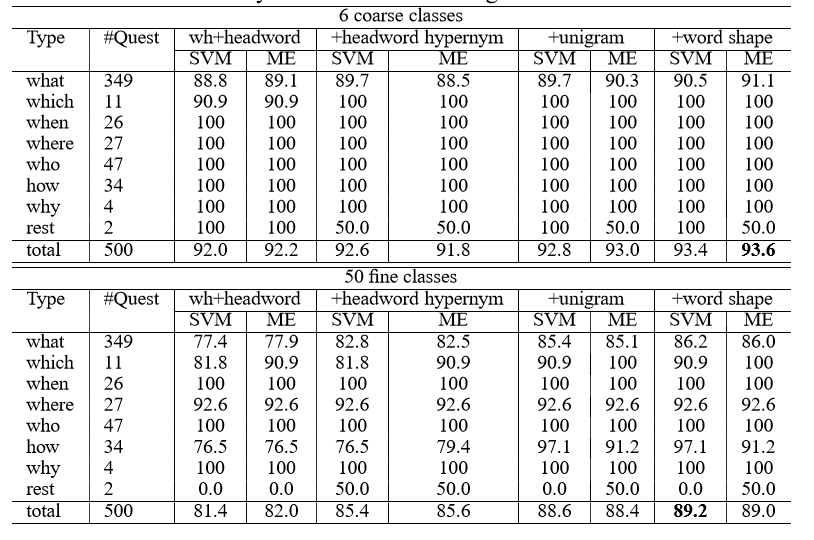 6 coarse classes
Type #Quest wh+headword +headword hypernym +unigram +word shape
SVM ME SVM ME SVM ME SVM ME
what 349 88.8 89.1 89.7 88.5 89.7 90.3 90.5 91.1
which 11 90.9 90.9 100 100 100 100 100 100
when 26 100 100 100 100 100 100 100 100
where 27 100 100 100 100 100 100 100 100
who 47 100 100 100 100 100 100 100 100
how 34 100 100 100 100 100 100 100 100
why 4 100 100 100 100 100 100 100 100
rest 2 100 100 50.0 50.0 100 50.0 100 50.0
total 500 92.0 92.2 92.6 91.8 92.8 93.0 93.4 93.6
50 fine classes
Type #Quest wh+headword +headword hypernym +unigram +word shape
SVM ME SVM ME SVM ME SVM ME
what 349 77.4 77.9 82.8 82.5 85.4 85.1 86.2 86.0
which 11 81.8 90.9 81.8 90.9 90.9 100 90.9 100
when 26 100 100 100 100 100 100 100 100
where 27 92.6 92.6 92.6 92.6 92.6 92.6 92.6 92.6
who 47 100 100 100 100 100 100 100 100
how 34 76.5 76.5 76.5 79.4 97.1 91.2 97.1 91.2
why 4 100 100 100 100 100 100 100 100
rest 2 0.0 0.0 50.0 50.0 0.0 50.0 0.0 50.0
total 500 81.4 82.0 85.4 85.6 88.6 88.4 89.2 89.0